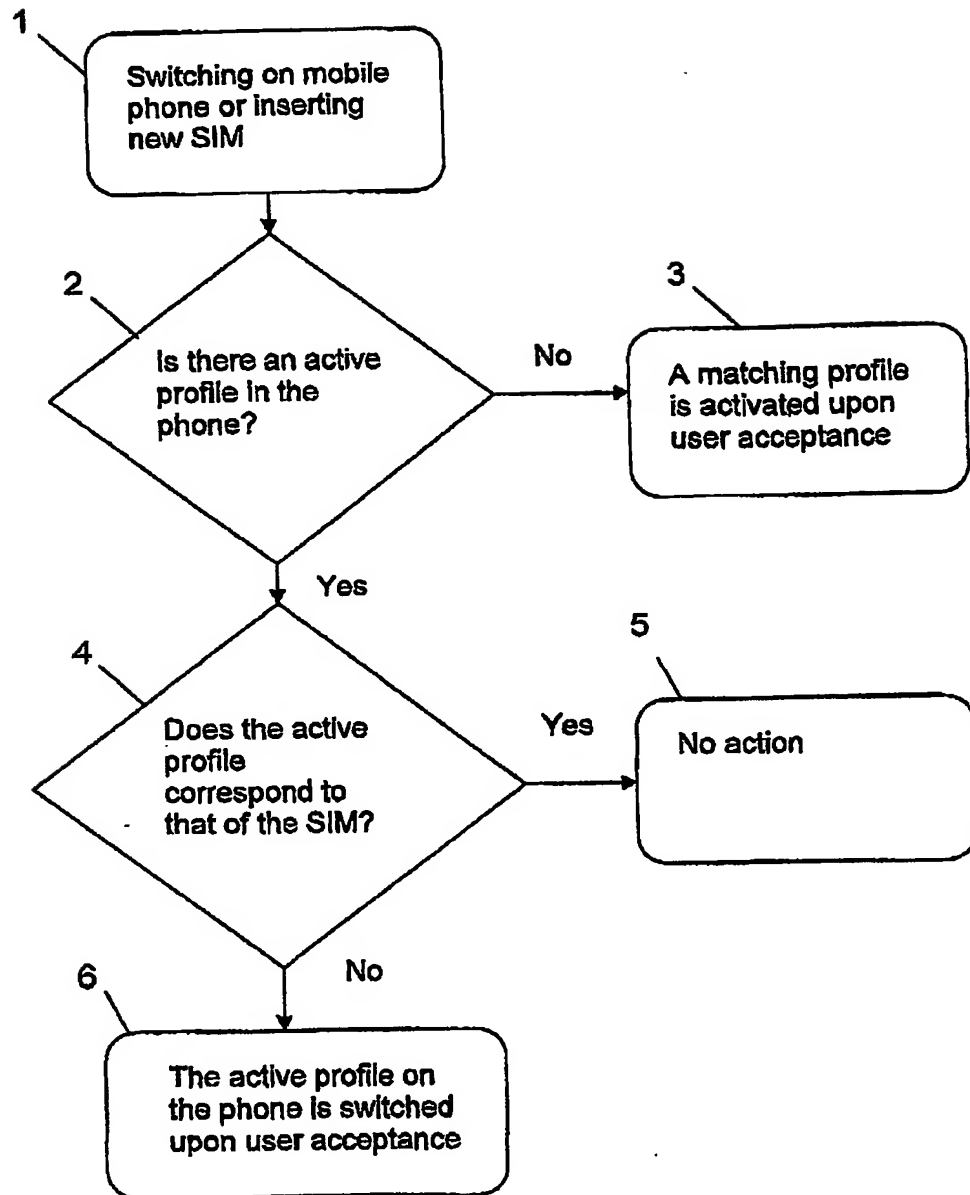 1
Switching on mobile
phone or inserting
new SIM
2
Is there an active
profile in the
phone?
No
3
A matching profile
is activated upon
user acceptance
Yes
4
Does the active
profile
correspond to
that of the SIM?
Yes
5
No action
No
6
The active profile on
the phone is switched
upon user acceptance